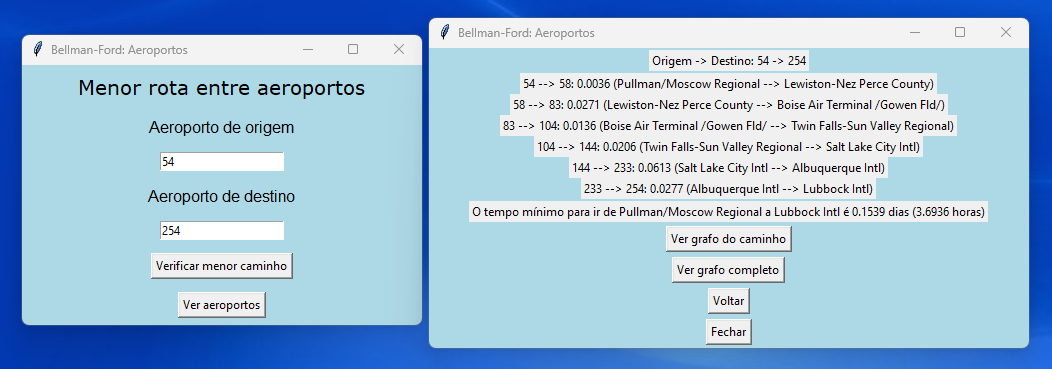 Bellman-Ford: Aeroportos
Menor rota entre aeroportos
Aeroporto de origem
54
Aeroporto de destino
254
Verificar menor caminho
Ver aeroportos
Bellman-Ford: Aeroportos
Origem -> Destino: 54 -> 254
54 --> 58: 0.0036 (Pullman/Moscow Regional --> Lewiston-Nez Perce County)
58 --> 83: 0.0271 (Lewiston-Nez Perce County --> Boise Air Terminal /Gowen Fld/)
83 --> 104: 0.0136 (Boise Air Terminal /Gowen Fld/ --> Twin Falls-Sun Valley Regional)
104 --> 144: 0.0206 (Twin Falls-Sun Valley Regional --> Salt Lake City Intl)
144 --> 233: 0.0613 (Salt Lake City Intl --> Albuquerque Intl)
233 --> 254: 0.0277 (Albuquerque Intl --> Lubbock Intl)
O tempo mínimo para ir de Pullman/Moscow Regional a Lubbock Intl é 0.1539 dias (3.6936 horas)
Ver grafo do caminho
Ver grafo completo
Voltar
Fechar